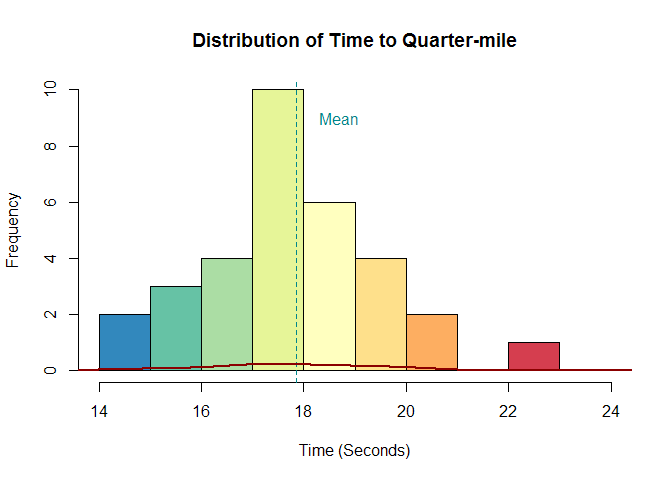 Distribution of Time to Quarter-mile
10
8
6
4
2
0
Frequency
Mean
14 16 18 20 22 24
Time (Seconds)